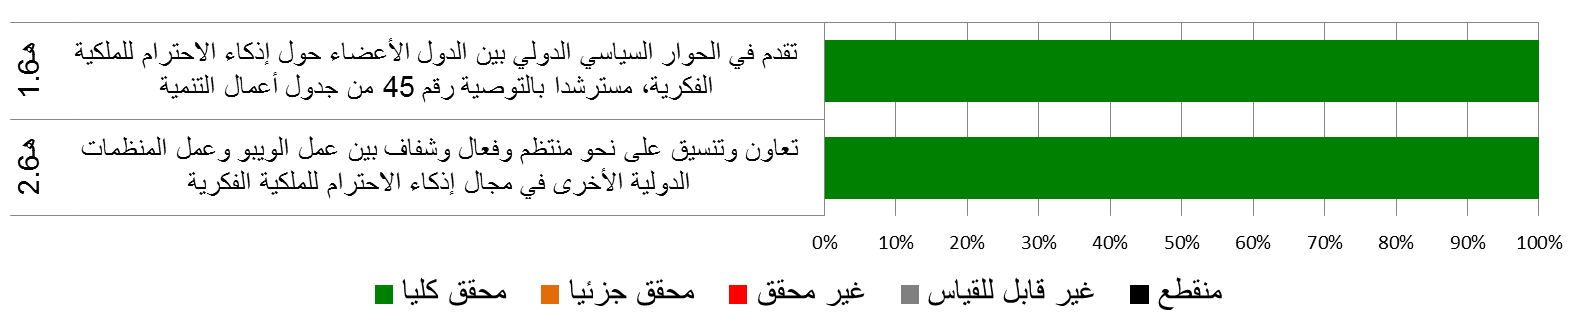 هـ1.6
تقدم في الحوار السياسي الدولي بين الدول الأعضاء حول إذكاء الاحترام للملكية
الفكرية، مسترشدا بالتوصية رقم 45 من جدول أعمال التنمية
هـ2.6
تعاون وتنسيق على نحو منتظم وفعال وشفاف بين عمل الويبو وعمل المنظمات
الدولية الأخرى في مجال إذكاء الاحترام للملكية الفكرية
0% 10% 20% 30% 40% 50% 60% 70% 80% 90% 100%
محقق كليا محقق جزئيا غير محقق غير قابل للقياس منقطع